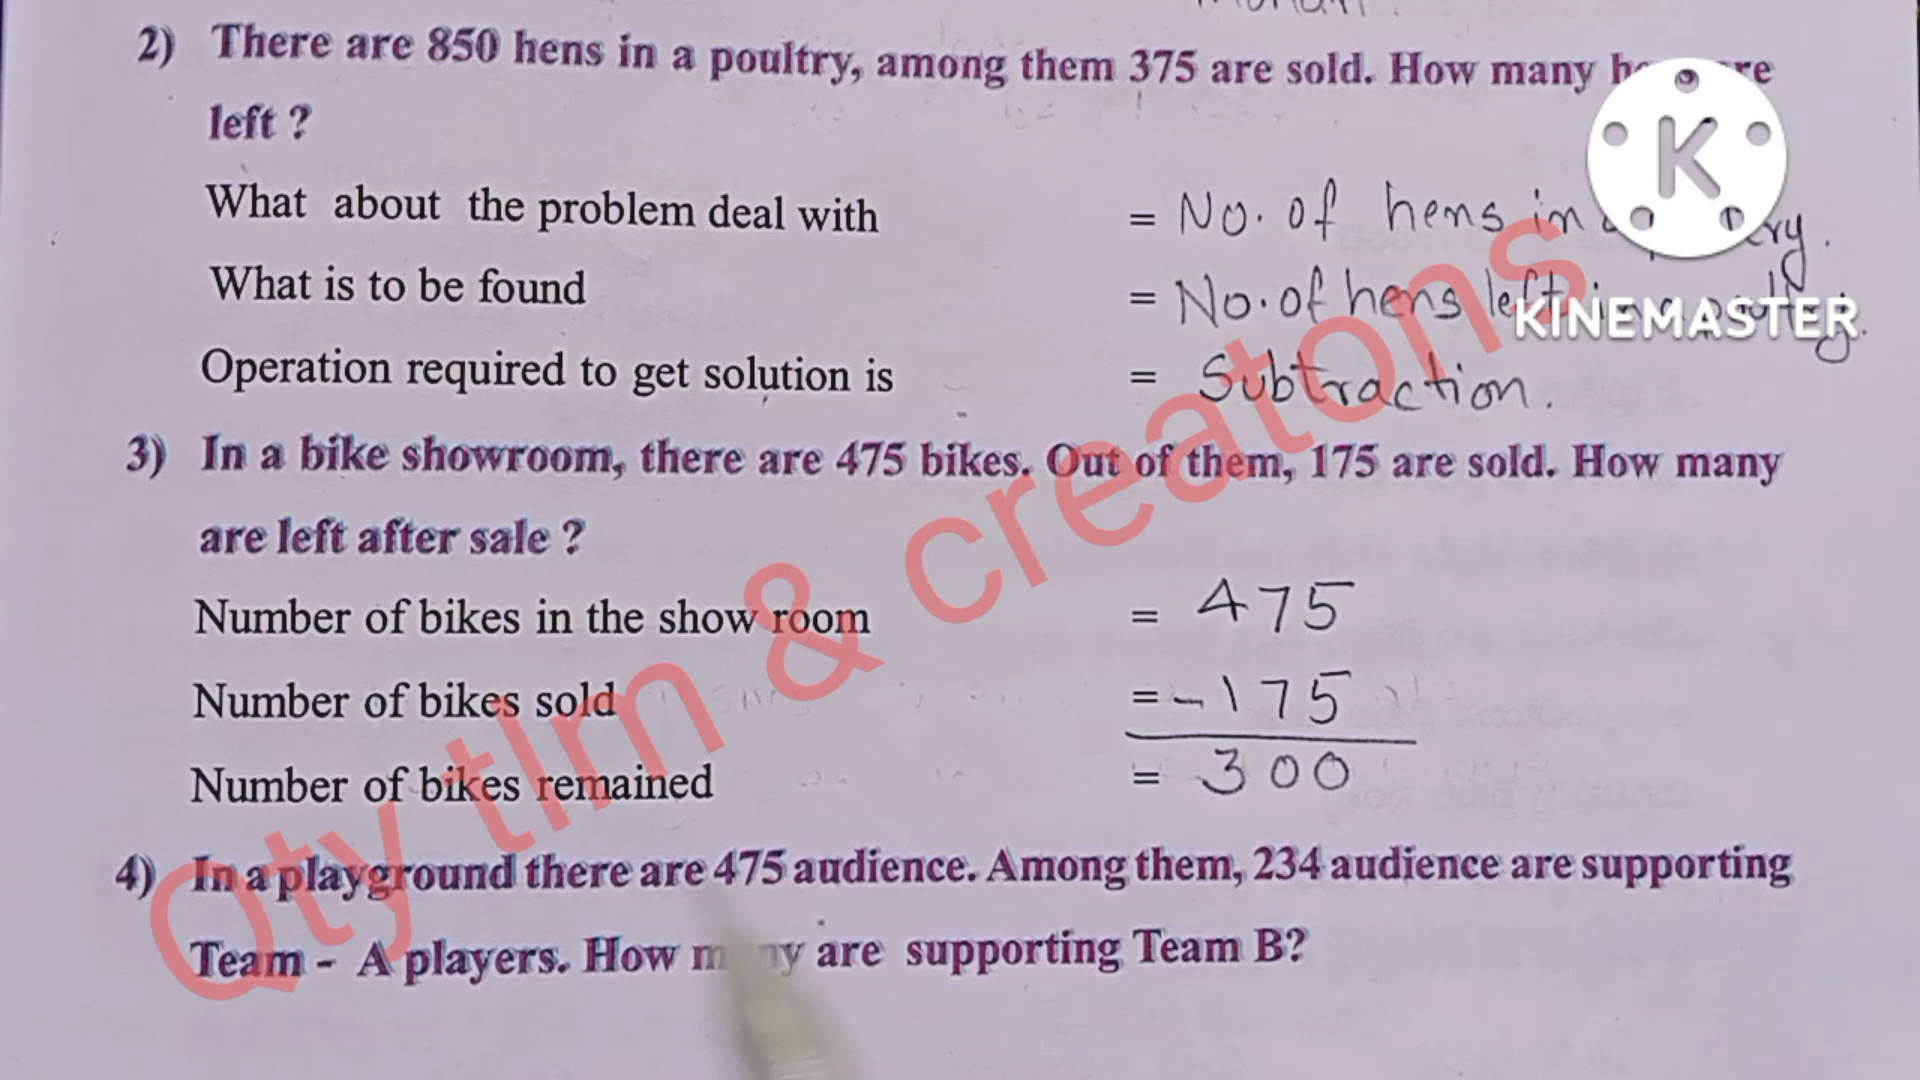 2) There are 850 hens in a poultry, among them 375 are sold. How many
left ?
What about the problem deal with = No. of hens in
What is to be found = No. of hens left in
Operation required to get solution is = Subtraction.
3) In a bike showroom, there are 475 bikes. Out of them, 175 are sold. How many
are left after sale ?
Number of bikes in the show room = 475
Number of bikes sold = - 175
Number of bikes remained = 300
4) In a playground there are 475 audience. Among them, 234 audience are supporting
Team - A players. How many are supporting Team B?
K
KINEMASTER
Qty tlm & creatons